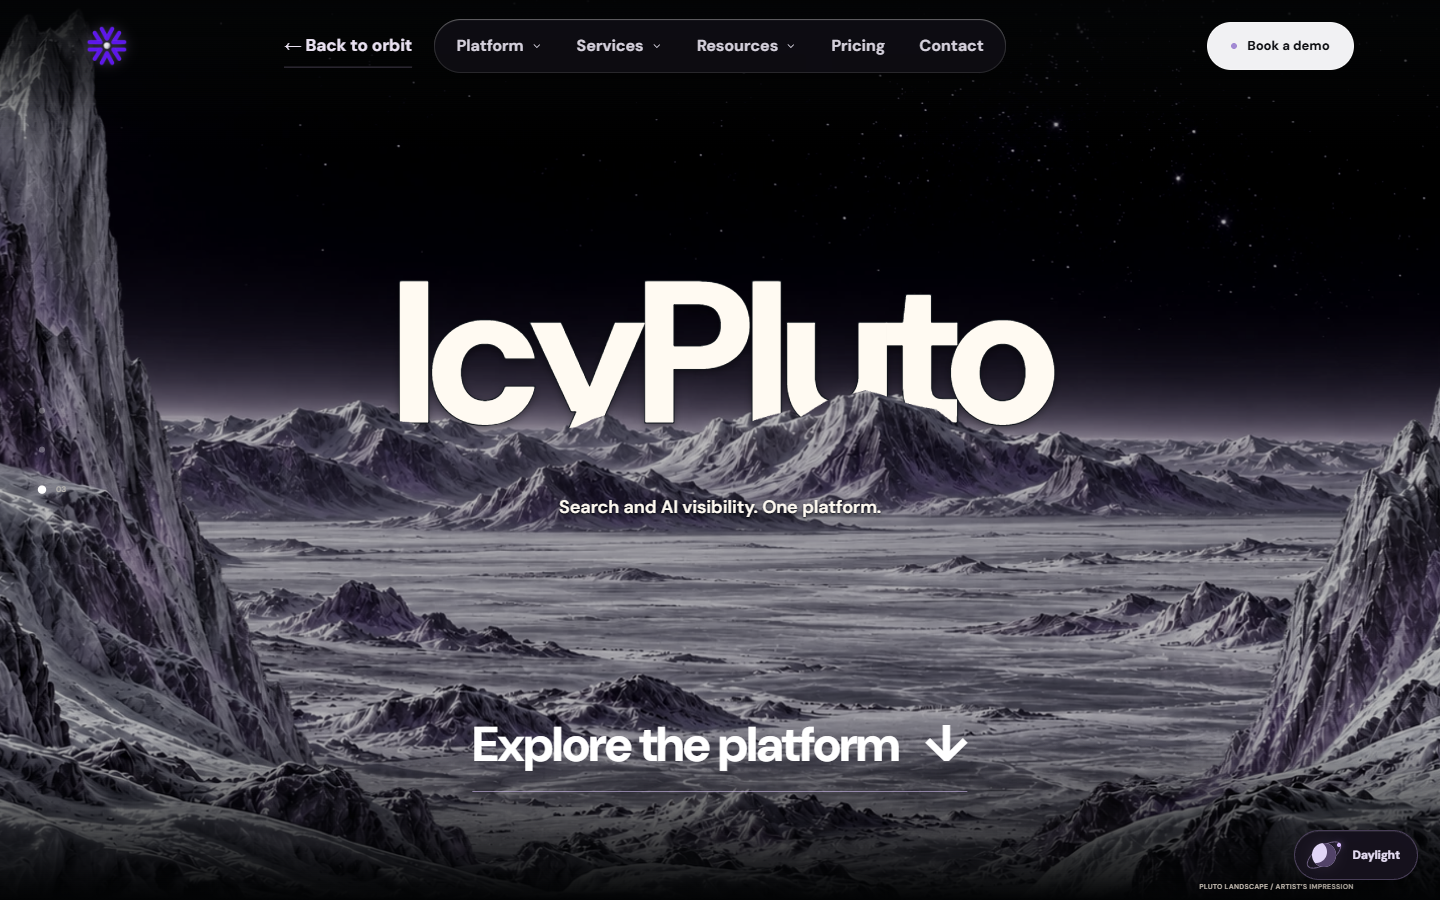 ← Back to orbit
Platform
Services
Resources
Pricing
Contact
Book a demo
IcyPluto
03
Search and AI visibility. One platform.
Explore the platform ↓
Daylight
PLUTO LANDSCAPE / ARTIST'S IMPRESSION